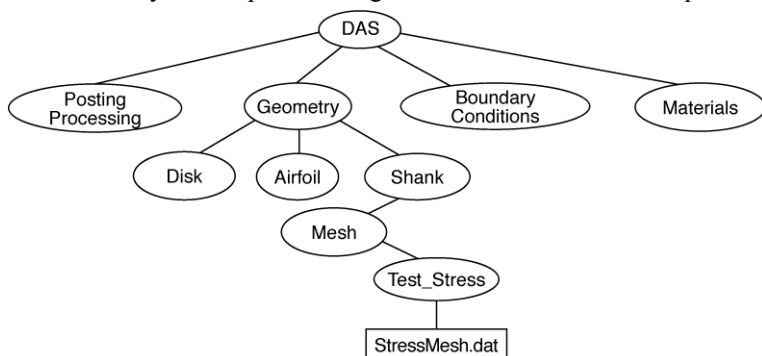 DAS
Posting
Processing
Geometry
Boundary
Conditions
Materials
Disk
Airfoil
Shank
Mesh
Test_Stress
StressMesh.dat